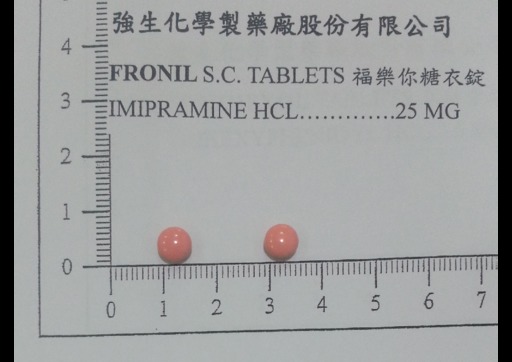 強生化學製藥廠股份有限公司
FRONIL S.C. TABLETS 福樂你糖衣錠
IMIPRAMINE HCL.............25 MG
4
3
2
1
0
0 1 2 3 4 5 6 7